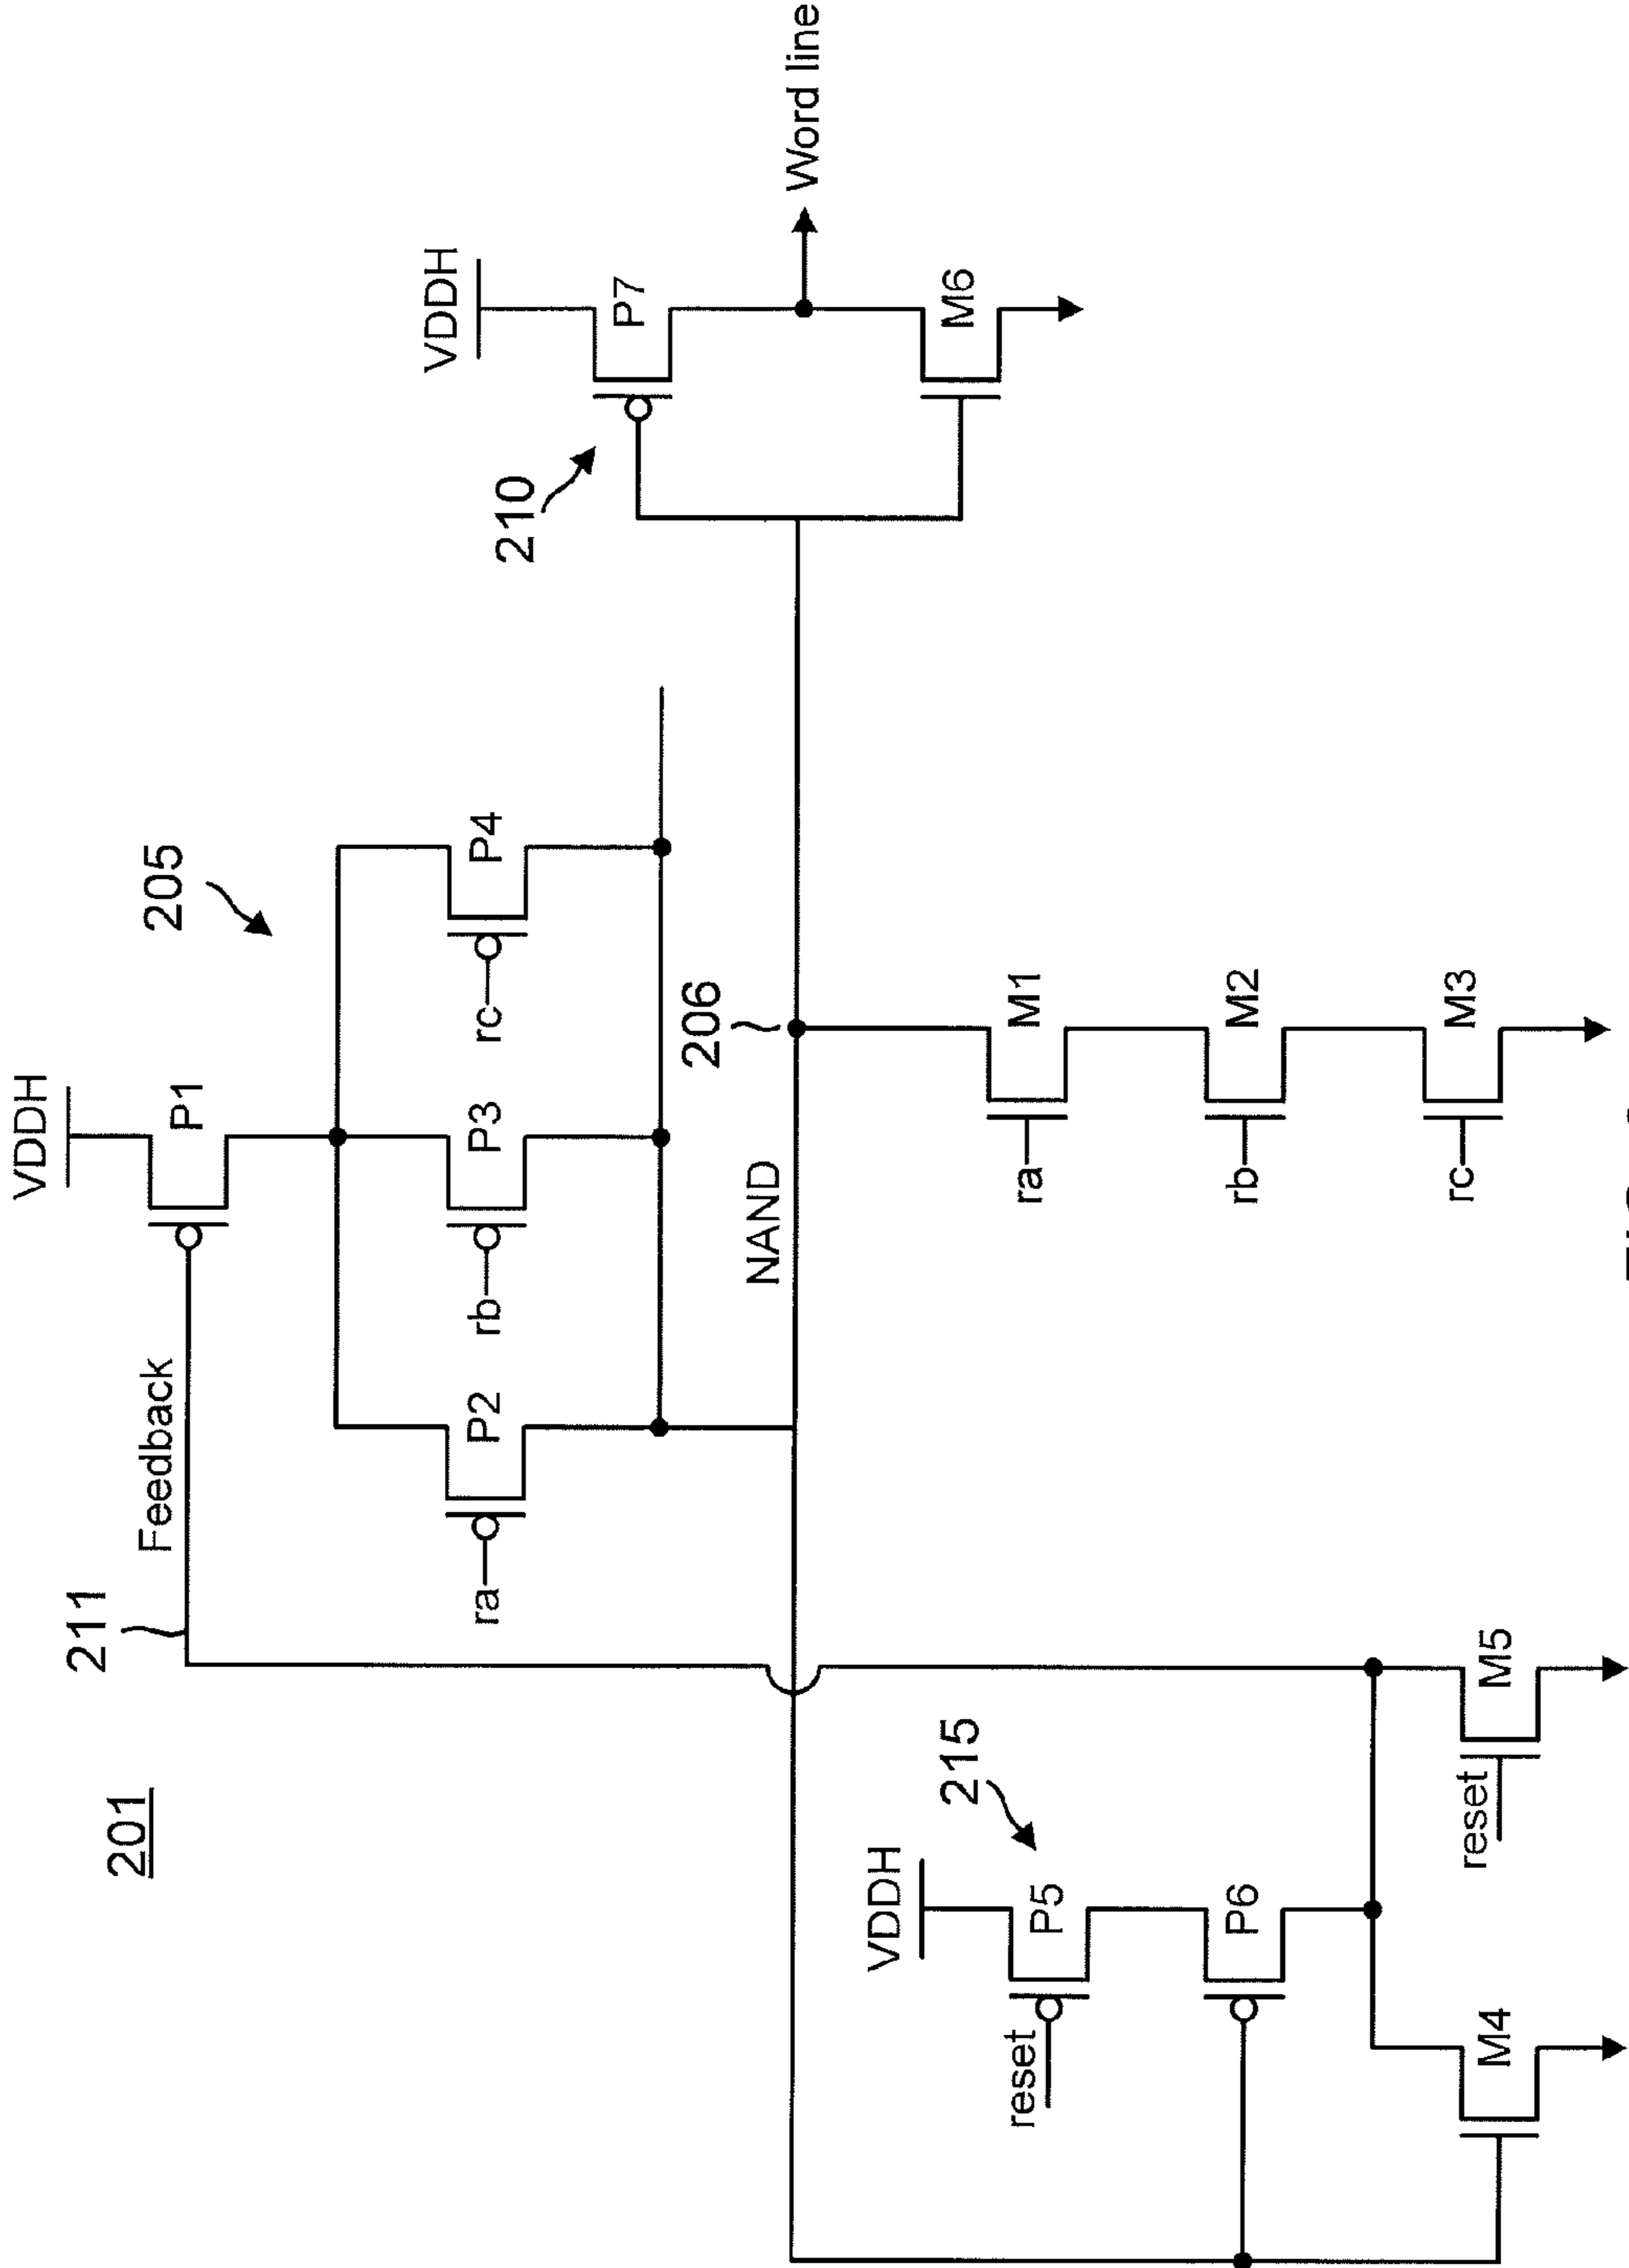 201
211
Feedback
VDDH
P1
205
ra
P2
rb
P3
rc
P4
NAND
206
ra
M1
rb
M2
rc
M3
210
VDDH
P7
M6
Word line
215
VDDH
reset
P5
P6
M4
reset
M5